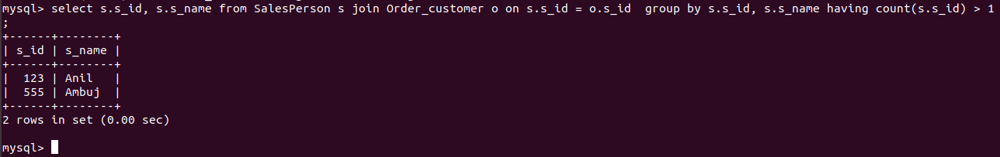 mysql> select s.s_id, s.s_name from SalesPerson s join Order_customer o on s.s_id = o.s_id  group by s.s_id, s.s_name having count(s.s_id) > 1
;
+------+--------+
| s_id | s_name |
+------+--------+
|  123 | Anil   |
|  555 | Ambuj  |
+------+--------+
2 rows in set (0.00 sec)
mysql>